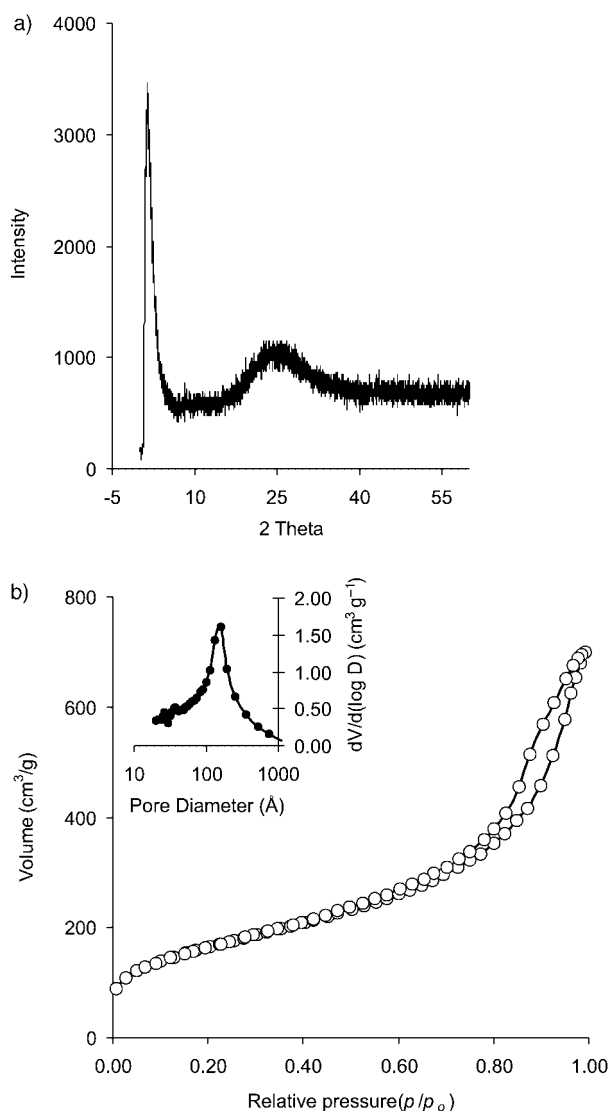 a)
4000
3000
2000
1000
0
Intensity
-5 10 25 40 55
2 Theta
b)
800
600
400
200
0
Volume (cm³/g)
2.00
1.50
1.00
0.50
0.00
dV/d(log D) (cm³ g⁻¹)
10 100 1000
Pore Diameter (Å)
0.00 0.20 0.40 0.60 0.80 1.00
Relative pressure(p/pₒ)